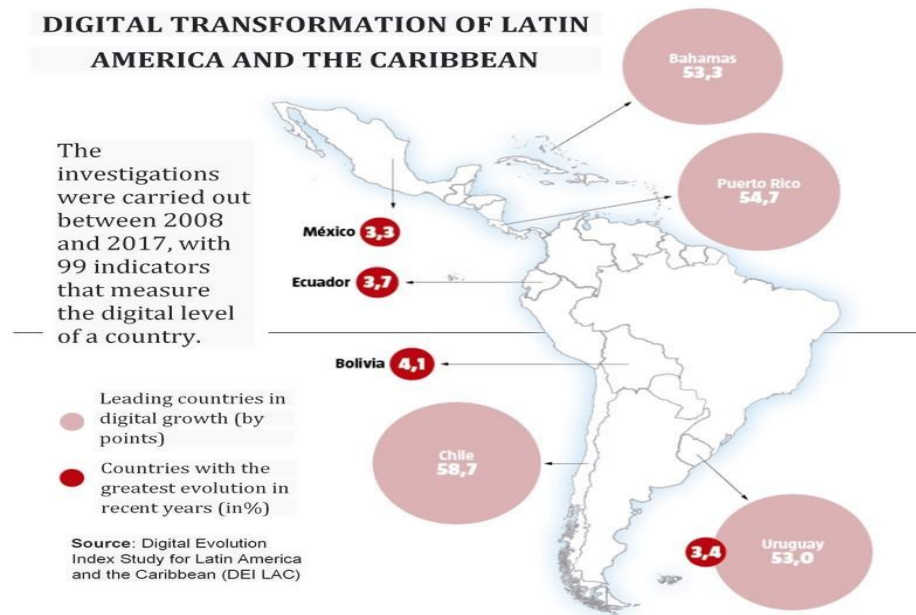 DIGITAL TRANSFORMATION OF LATIN
AMERICA AND THE CARIBBEAN
Bahamas
53,3
The
investigations
were carried out
between 2008
and 2017, with
99 indicators
that measure
the digital level
of a country.
Puerto Rico
54,7
México 3,3
Ecuador 3,7
Bolivia 4,1
Leading countries in
digital growth (by
points)
Chile
58,7
Countries with the
greatest evolution in
recent years (in%)
Source: Digital Evolution
Index Study for Latin America
and the Caribbean (DEI LAC)
3,4
Uruguay
53,0